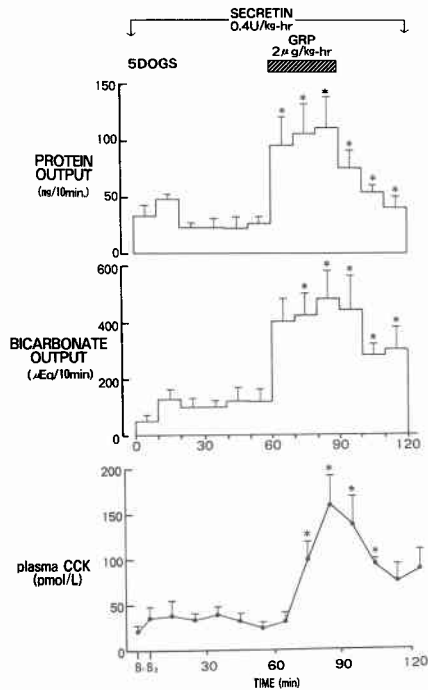 SECRETIN
0.4U/kg-hr
GRP
2μg/kg-hr
5DOGS
150
*
*
*
100
*
PROTEIN
OUTPUT
(mg/10min.)
50
*
*
0
600
*
*
*
400
BICARBONATE
OUTPUT
(μEq/10min)
*
*
200
0
0 30 60 90 120
200
*
150
*
*
plasma CCK
(pmol/L)
100
*
50
0
B₁ B₂ 30 60 90 120
TIME (min)